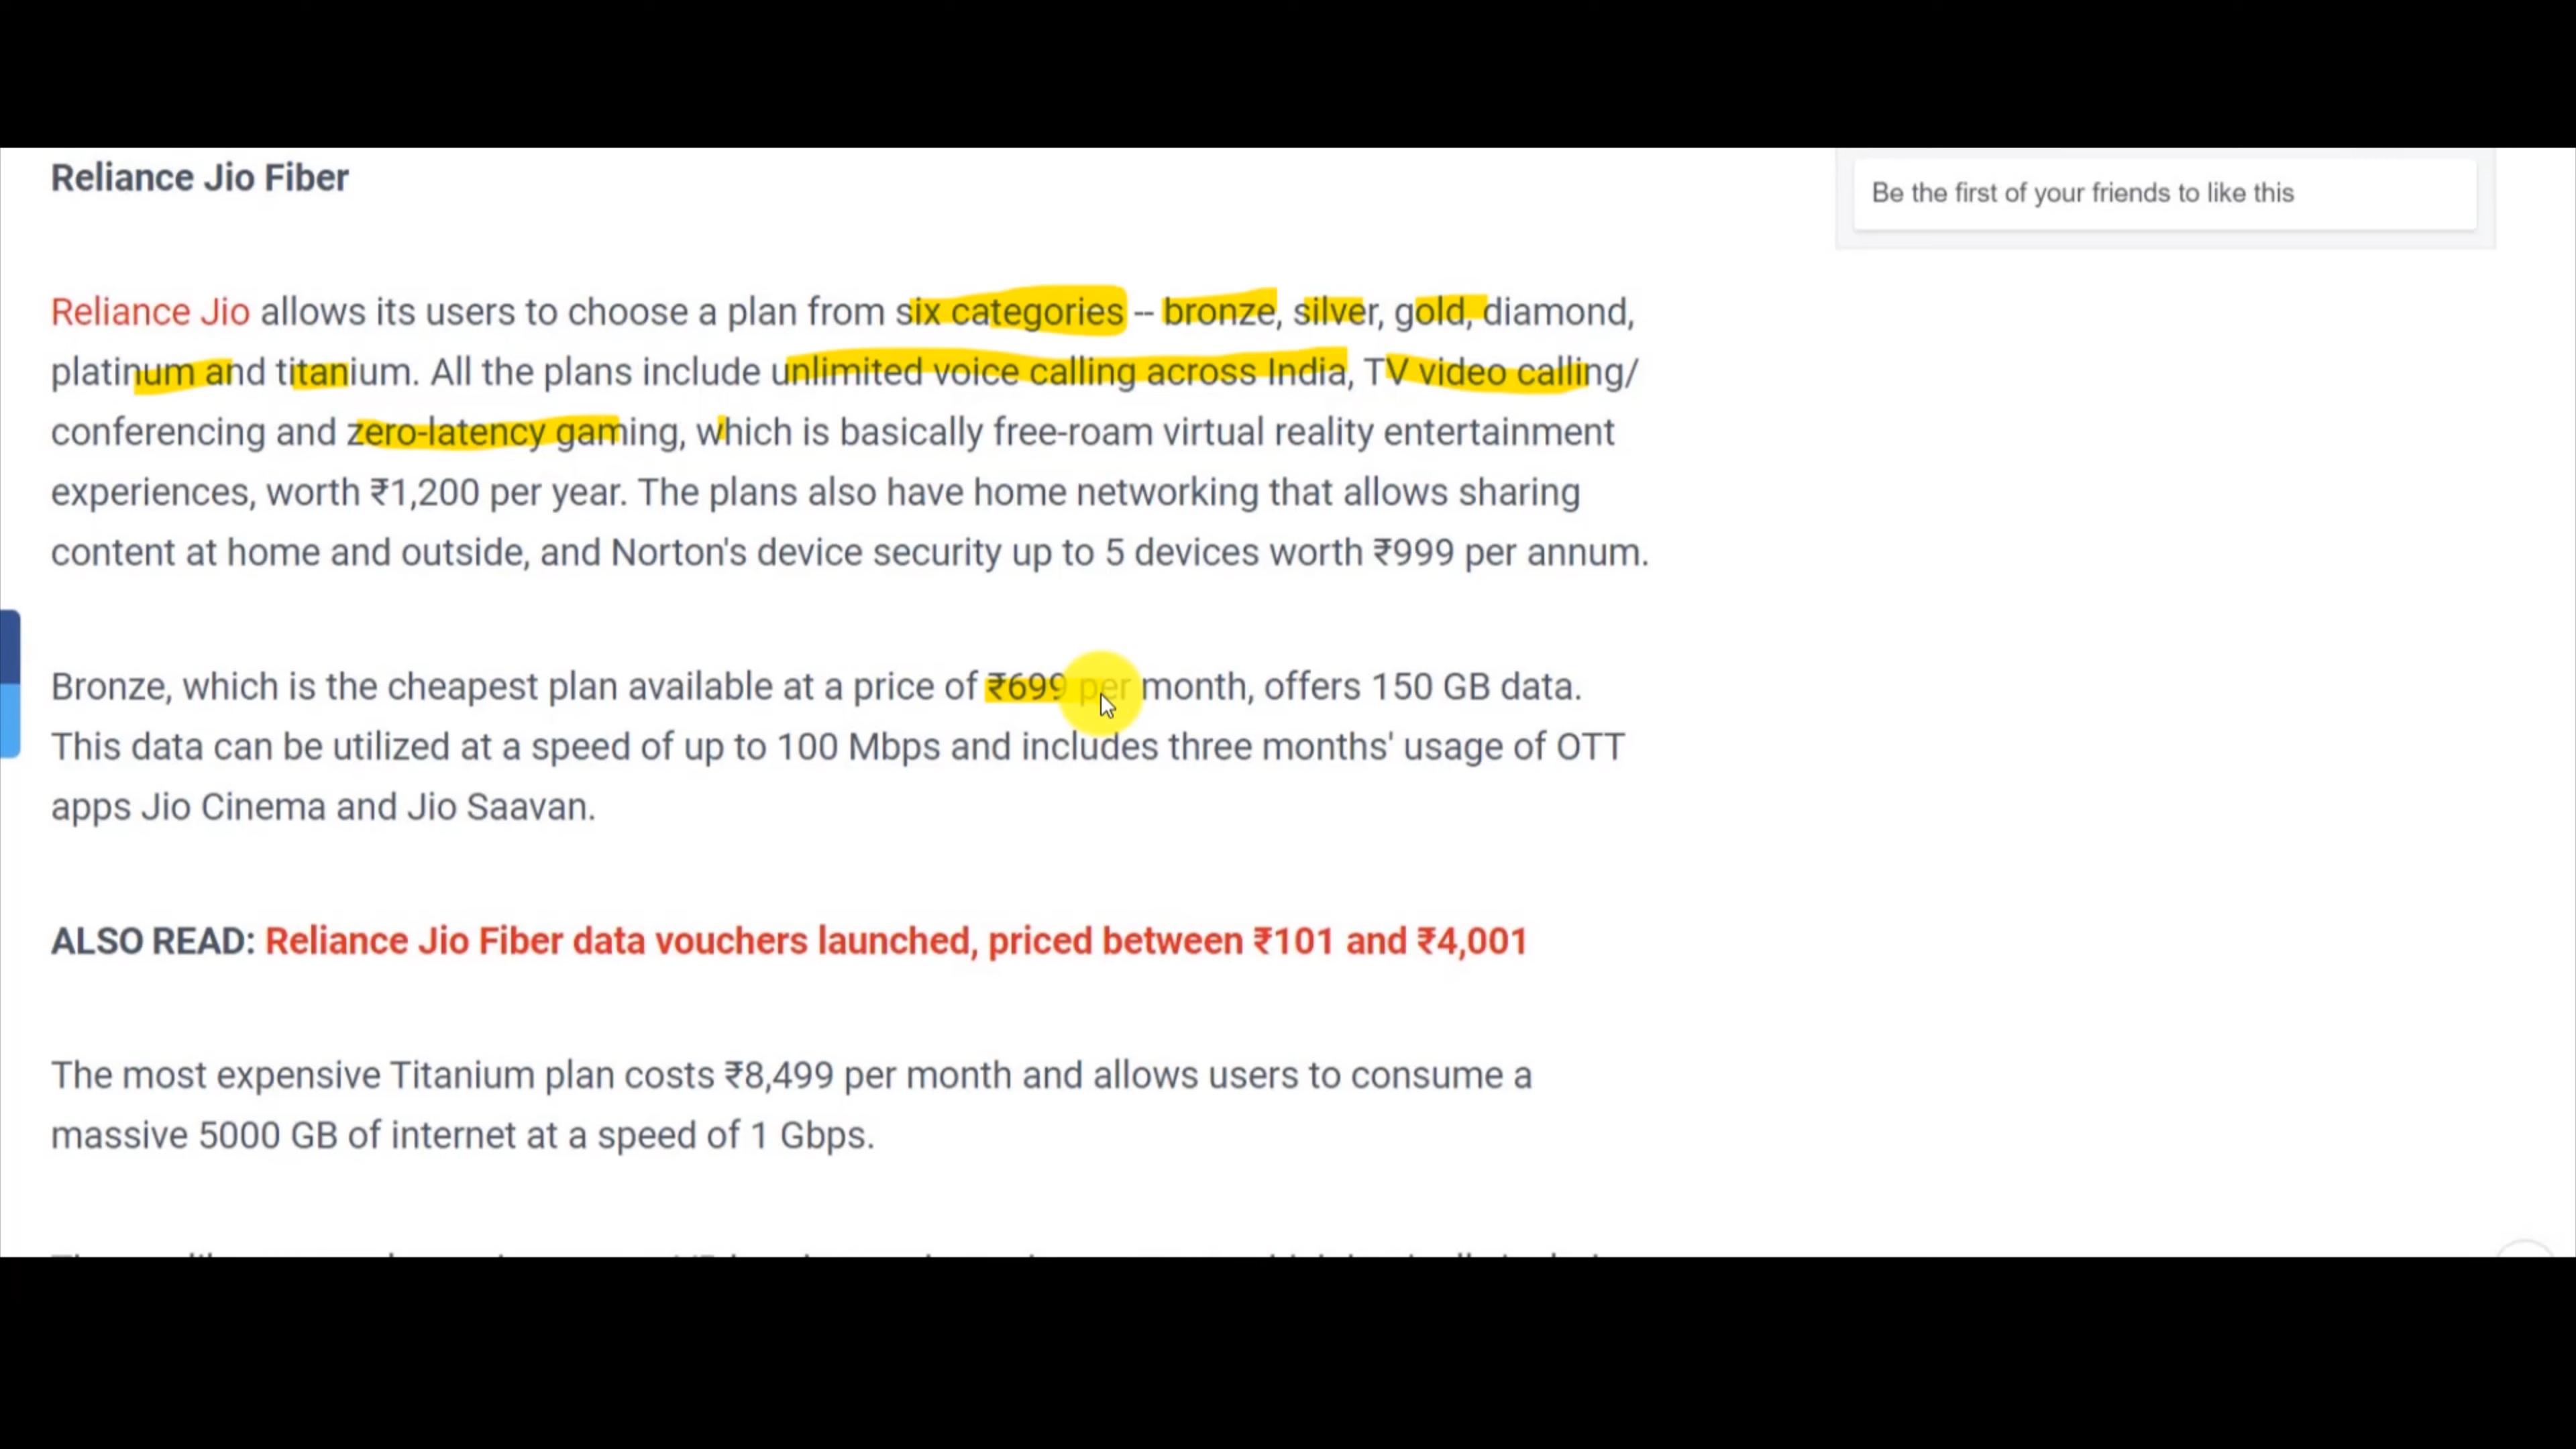 Reliance Jio Fiber
Be the first of your friends to like this
Reliance Jio allows its users to choose a plan from six categories -- bronze, silver, gold, diamond,
platinum and titanium. All the plans include unlimited voice calling across India, TV video calling/
conferencing and zero-latency gaming, which is basically free-roam virtual reality entertainment
experiences, worth ₹1,200 per year. The plans also have home networking that allows sharing
content at home and outside, and Norton's device security up to 5 devices worth ₹999 per annum.
Bronze, which is the cheapest plan available at a price of ₹699 per month, offers 150 GB data.
This data can be utilized at a speed of up to 100 Mbps and includes three months' usage of OTT
apps Jio Cinema and Jio Saavan.
ALSO READ: Reliance Jio Fiber data vouchers launched, priced between ₹101 and ₹4,001
The most expensive Titanium plan costs ₹8,499 per month and allows users to consume a
massive 5000 GB of internet at a speed of 1 Gbps.